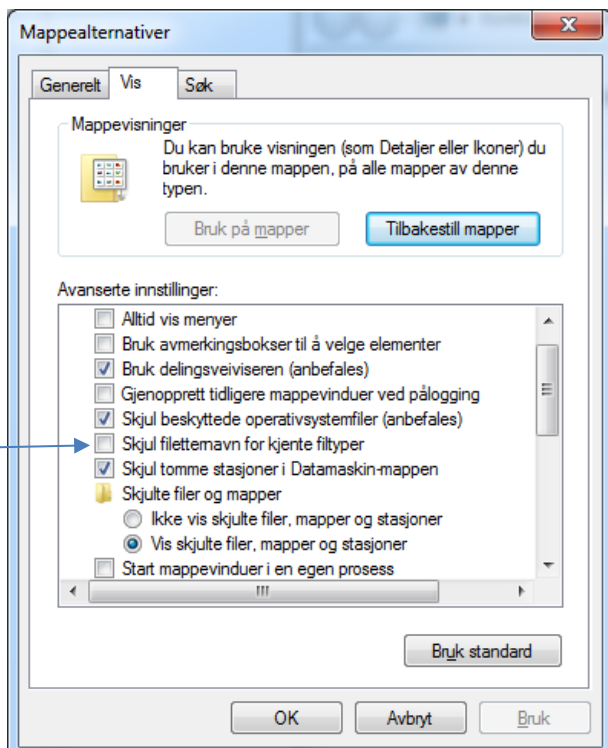 Mappealternativer
Generelt Vis Søk
Mappevisninger
Du kan bruke visningen (som Detaljer eller Ikoner) du
bruker i denne mappen, på alle mapper av denne
typen.
Bruk på mapper Tilbakestill mapper
Avanserte innstillinger:
Alltid vis menyer
Bruk avmerkingsbokser til å velge elementer
Bruk delingsveiviseren (anbefales)
Gjenopprett tidligere mappevinduer ved pålogging
Skjul beskyttede operativsystemfiler (anbefales)
Skjul filetternavn for kjente filtyper
Skjul tomme stasjoner i Datamaskin-mappen
Skjulte filer og mapper
Ikke vis skjulte filer, mapper og stasjoner
Vis skjulte filer, mapper og stasjoner
Start mappevinduer i en egen prosess
Bruk standard
OK Avbryt Bruk